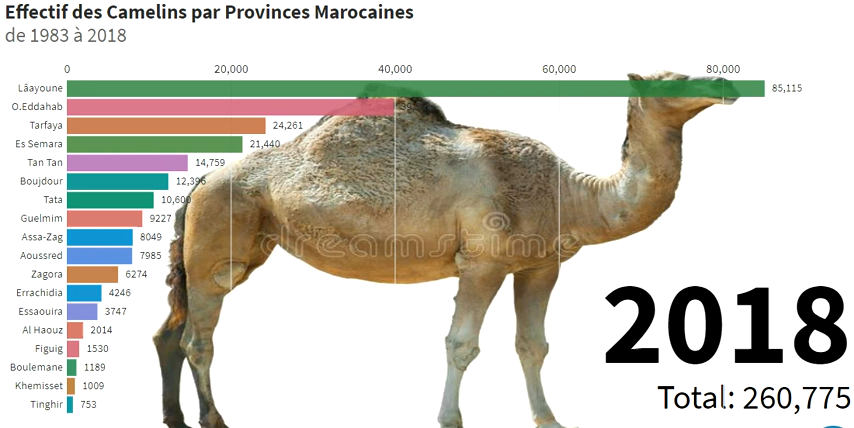 Effectif des Camelins par Provinces Marocaines
de 1983 à 2018
0 20,000 40,000 60,000 80,000
Lâayoune 85,115
O.Eddahab
Tarfaya 24,261
Es Semara 21,440
Tan Tan 14,759
Boujdour 12,396
Tata 10,600
Guelmim 9227
Assa-Zag 8049
Aoussred 7985
Zagora 6274
Errachidia 4246
Essaouira 3747
Al Haouz 2014
Figuig 1530
Boulemane 1189
Khemisset 1009
Tinghir 753
dreamstime
2018
Total: 260,775